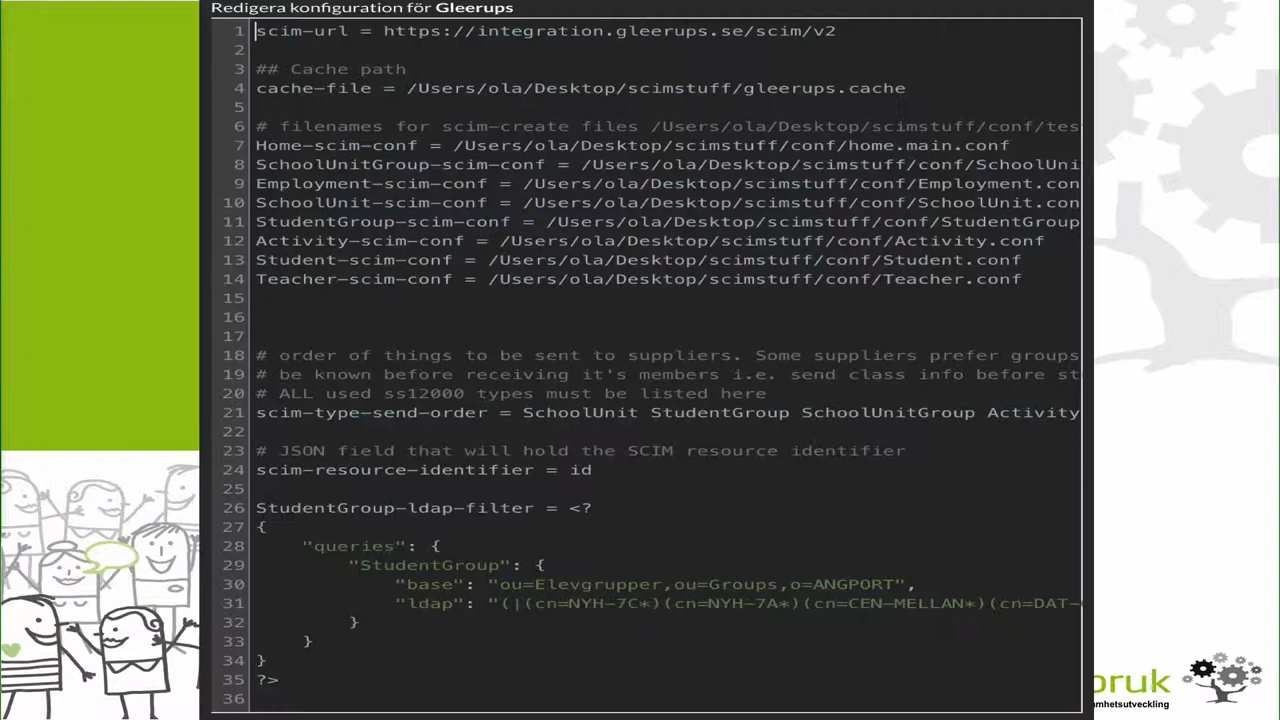 Redigera konfiguration för Gleerups
1 scim-url = https://integration.gleerups.se/scim/v2
2
3 ## Cache path
4 cache-file = /Users/ola/Desktop/scimstuff/gleerups.cache
5
6 # filenames for scim-create files /Users/ola/Desktop/scimstuff/conf/tes
7 Home-scim-conf = /Users/ola/Desktop/scimstuff/conf/home.main.conf
8 SchoolUnitGroup-scim-conf = /Users/ola/Desktop/scimstuff/conf/SchoolUni
9 Employment-scim-conf = /Users/ola/Desktop/scimstuff/conf/Employment.con
10 SchoolUnit-scim-conf = /Users/ola/Desktop/scimstuff/conf/SchoolUnit.con
11 StudentGroup-scim-conf = /Users/ola/Desktop/scimstuff/conf/StudentGroup
12 Activity-scim-conf = /Users/ola/Desktop/scimstuff/conf/Activity.conf
13 Student-scim-conf = /Users/ola/Desktop/scimstuff/conf/Student.conf
14 Teacher-scim-conf = /Users/ola/Desktop/scimstuff/conf/Teacher.conf
15
16
17
18 # order of things to be sent to suppliers. Some suppliers prefer groups
19 # be known before receiving it's members i.e. send class info before st
20 # ALL used ss12000 types must be listed here
21 scim-type-send-order = SchoolUnit StudentGroup SchoolUnitGroup Activity
22
23 # JSON field that will hold the SCIM resource identifier
24 scim-resource-identifier = id
25
26 StudentGroup-ldap-filter = <?
27 {
28 "queries": {
29 "StudentGroup": {
30 "base": "ou=Elevgrupper,ou=Groups,o=ANGPORT",
31 "ldap": "(|(cn=NYH-7C*)(cn=NYH-7A*)(cn=CEN-MELLAN*)(cn=DAT-
32 }
33 }
34 }
35 ?>
36
oruk
amhetsutveckling